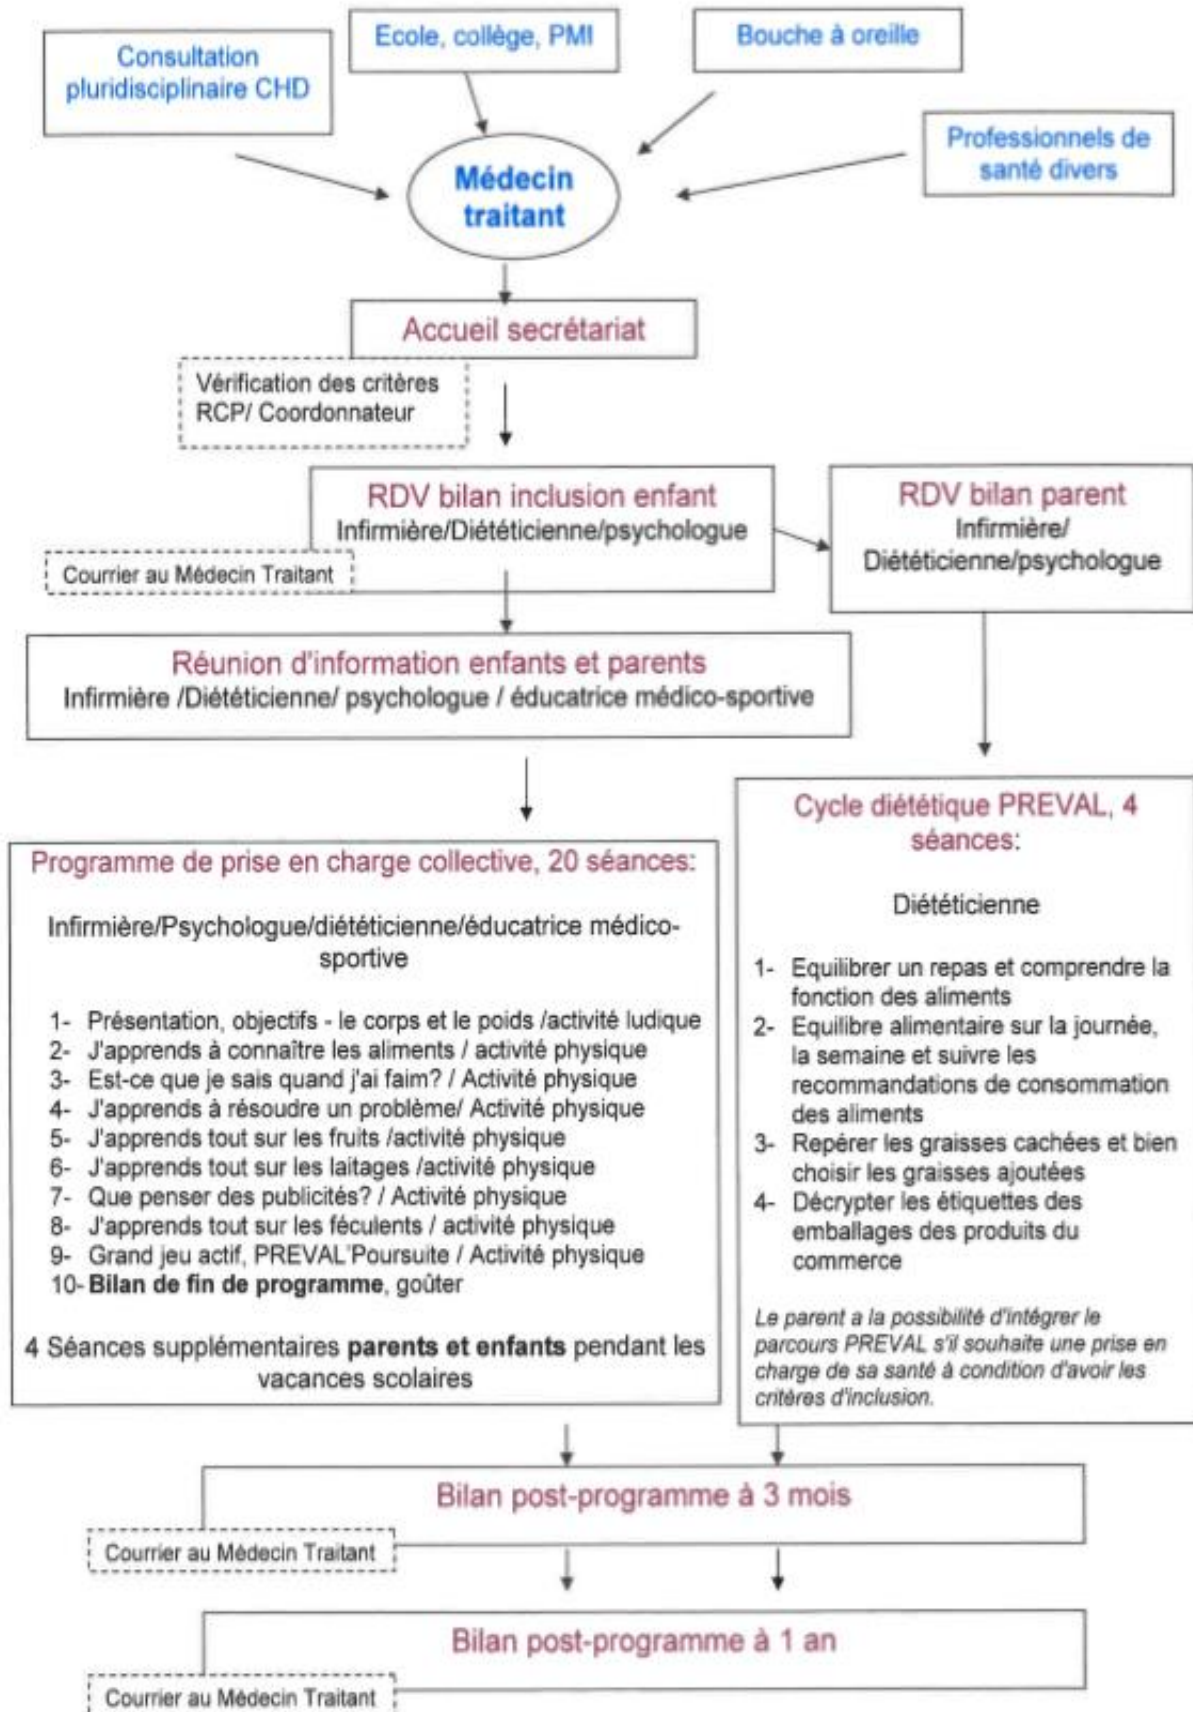 Consultation
pluridisciplinaire CHD
Ecole, collège, PMI
Bouche à oreille
Professionnels de
santé divers
Médecin
traitant
Accueil secrétariat
Vérification des critères
RCP/ Coordonnateur
RDV bilan inclusion enfant
Infirmière/Diététicienne/psychologue
Courrier au Médecin Traitant
RDV bilan parent
Infirmière/
Diététicienne/psychologue
Réunion d'information enfants et parents
Infirmière /Diététicienne/ psychologue / éducatrice médico-sportive
Programme de prise en charge collective, 20 séances:
Infirmière/Psychologue/diététicienne/éducatrice médico-
sportive
1- Présentation, objectifs - le corps et le poids /activité ludique
2- J'apprends à connaître les aliments / activité physique
3- Est-ce que je sais quand j'ai faim? / Activité physique
4- J'apprends à résoudre un problème/ Activité physique
5- J'apprends tout sur les fruits /activité physique
6- J'apprends tout sur les laitages /activité physique
7- Que penser des publicités? / Activité physique
8- J'apprends tout sur les féculents / activité physique
9- Grand jeu actif, PREVAL'Poursuite / Activité physique
10- Bilan de fin de programme, goûter
4 Séances supplémentaires parents et enfants pendant les
vacances scolaires
Cycle diététique PREVAL, 4
séances:
Diététicienne
1- Equilibrer un repas et comprendre la
fonction des aliments
2- Equilibre alimentaire sur la journée,
la semaine et suivre les
recommandations de consommation
des aliments
3- Repérer les graisses cachées et bien
choisir les graisses ajoutées
4- Décrypter les étiquettes des
emballages des produits du
commerce
Le parent a la possibilité d'intégrer le
parcours PREVAL s'il souhaite une prise en
charge de sa santé à condition d'avoir les
critères d'inclusion.
Bilan post-programme à 3 mois
Courrier au Médecin Traitant
Bilan post-programme à 1 an
Courrier au Médecin Traitant